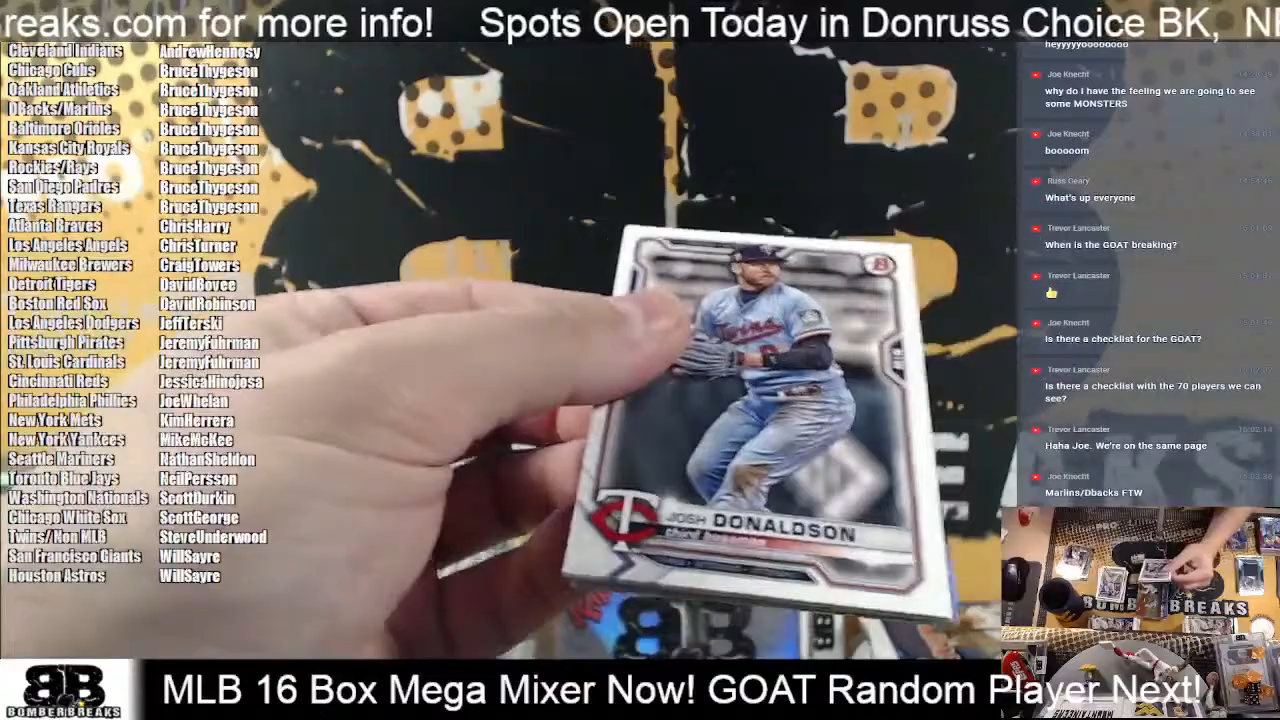 reaks.com for more info!    Spots Open Today in Donruss Choice BK,
Cleveland Indians AndrewHennosy
Chicago Cubs BruceThygeson
Oakland Athletics BruceThygeson
DBacks/Marlins BruceThygeson
Baltimore Orioles BruceThygeson
Kansas City Royals BruceThygeson
Rockies/Rays BruceThygeson
San Diego Padres BruceThygeson
Texas Rangers BruceThygeson
Atlanta Braves ChrisHarry
Los Angeles Angels ChrisTurner
Milwaukee Brewers CraigTowers
Detroit Tigers DavidBovee
Boston Red Sox DavidRobinson
Los Angeles Dodgers JeffTerski
Pittsburgh Pirates JeremyFuhrman
St. Louis Cardinals JeremyFuhrman
Cincinnati Reds JessicaHinojosa
Philadelphia Phillies JoeWhelan
New York Mets KimHerrera
New York Yankees MikeMcKee
Seattle Mariners NathanSheldon
Toronto Blue Jays NeilPersson
Washington Nationals ScottDurkin
Chicago White Sox ScottGeorge
Twins/Non MLB SteveUnderwood
San Francisco Giants WillSayre
Houston Astros WillSayre
JOSH DONALDSON
heyyyyyooooooo
Joe Knecht
why do i have the feeling we are going to see
some MONSTERS
Joe Knecht
booooom
Russ Geary
What's up everyone
Trevor Lancaster
When is the GOAT breaking?
Trevor Lancaster
Joe Knecht
Is there a checklist for the GOAT?
Trevor Lancaster
Is there a checklist with the 70 players we can
see?
Trevor Lancaster 15:02:14
Haha Joe. We're on the same page
Joe Knecht
Marlins/Dbacks FTW
BOMBER BREAKS
BOMBERBREAKS
MLB 16 Box Mega Mixer Now! GOAT Random Player Next!